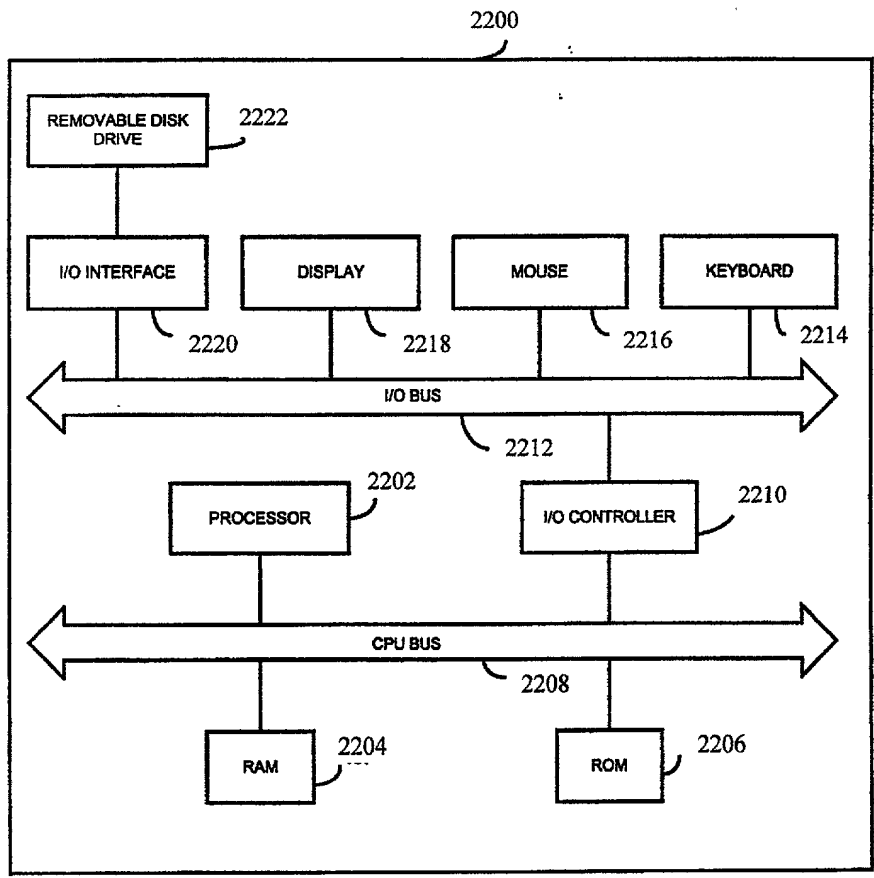 2200
REMOVABLE DISK
DRIVE
2222
I/O INTERFACE
DISPLAY
MOUSE
KEYBOARD
2220
2218
2216
2214
I/O BUS
2212
2202
PROCESSOR
2210
I/O CONTROLLER
CPU BUS
2208
2204
RAM
2206
ROM